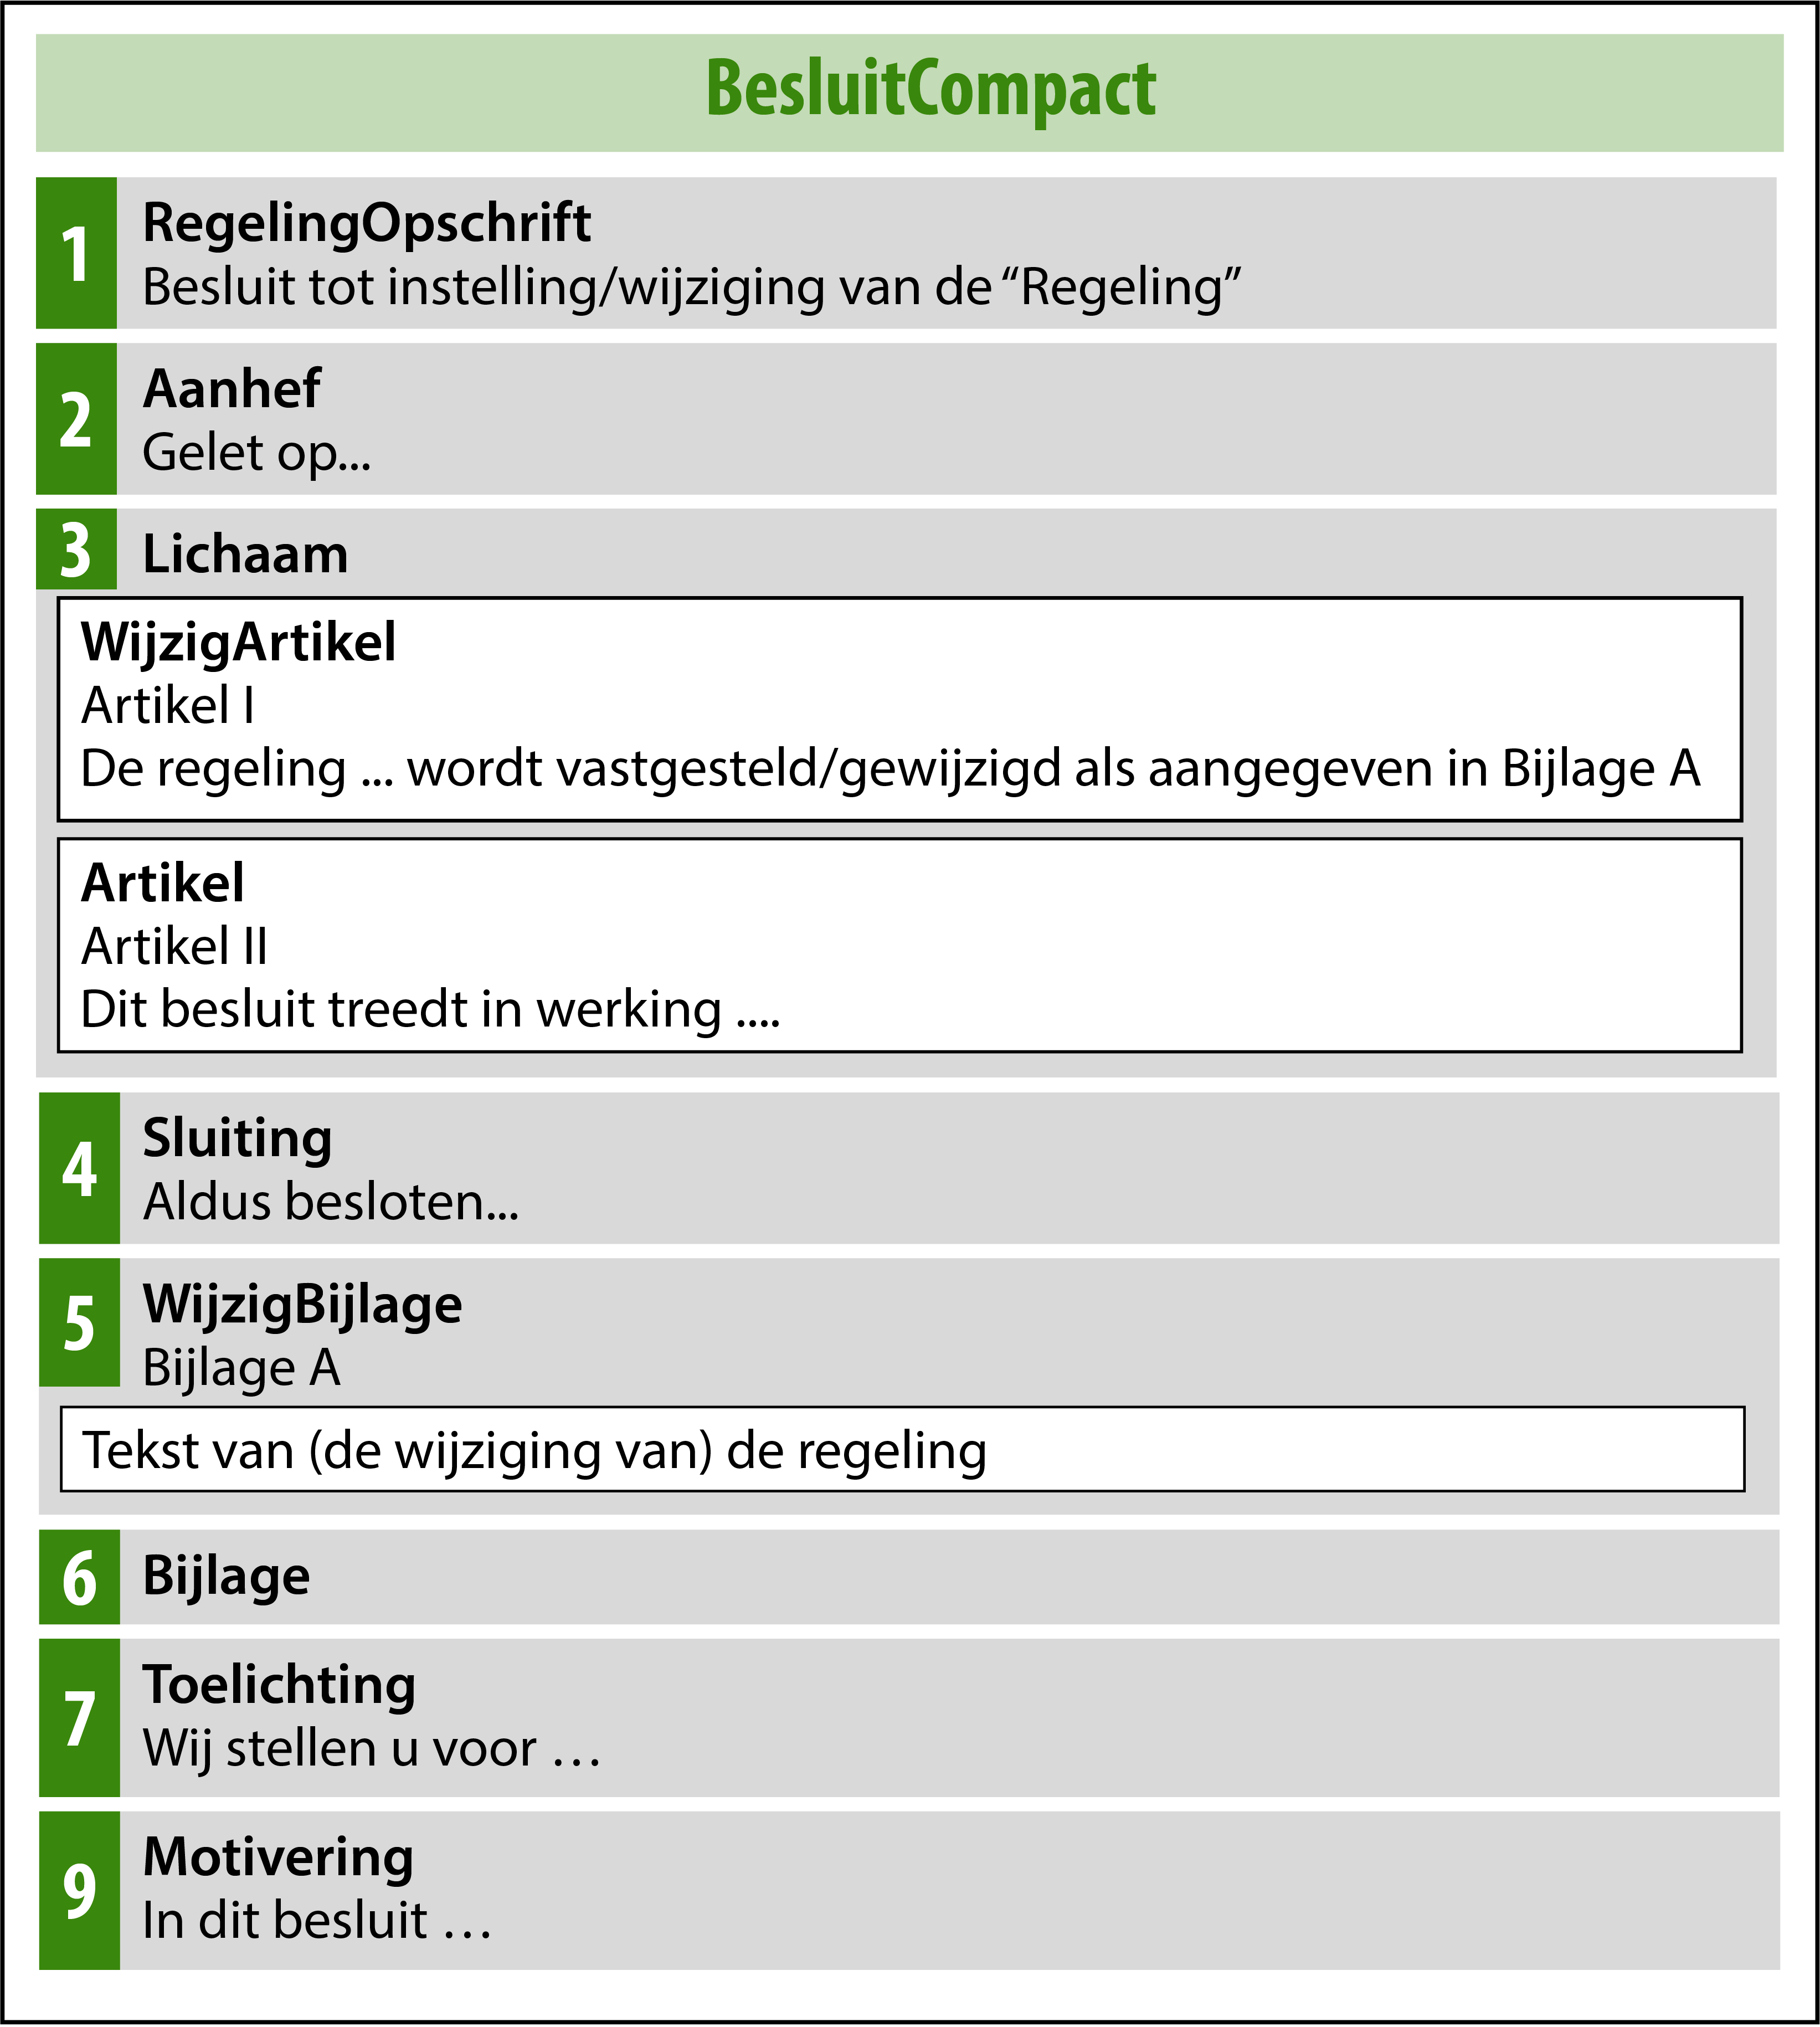 BesluitCompact
1
RegelingOpschrift
Besluit tot instelling/wijziging van de “Regeling”
2
Aanhef
Gelet op...
3
Lichaam
WijzigArtikel
Artikel I
De regeling ... wordt vastgesteld/gewijzigd als aangegeven in Bijlage A
Artikel
Artikel II
Dit besluit treedt in werking ....
4
Sluiting
Aldus besloten...
5
WijzigBijlage
Bijlage A
Tekst van (de wijziging van) de regeling
6
Bijlage
7
Toelichting
Wij stellen u voor …
9
Motivering
In dit besluit …